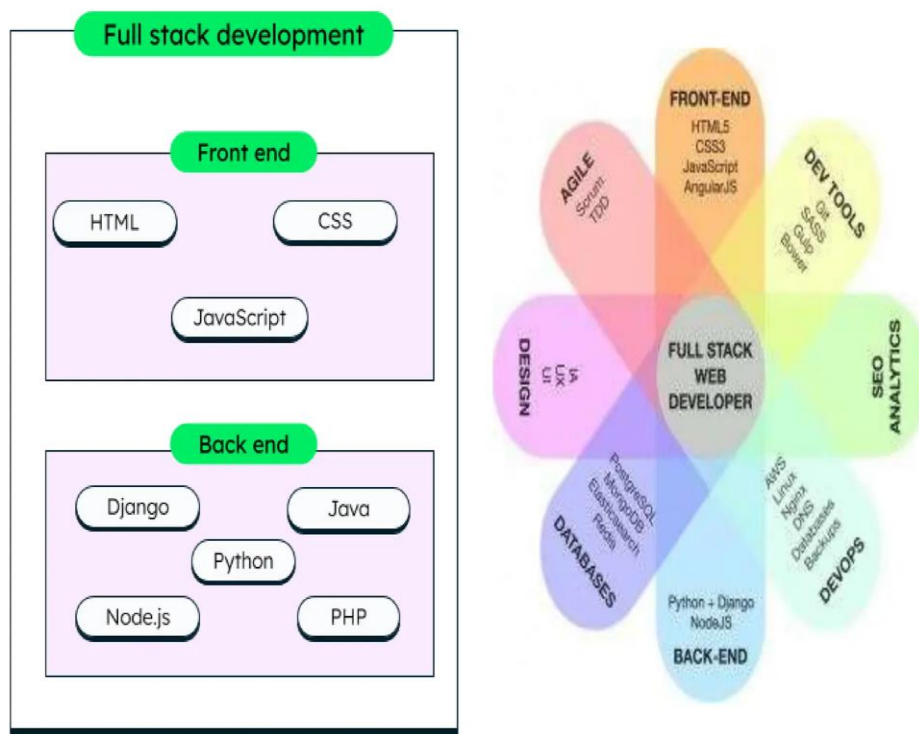 Full stack development
Front end
HTML
CSS
JavaScript
Back end
Django
Java
Python
Node.js
PHP
FRONT-END
HTML5
CSS3
JavaScript
AngularJS
DEV TOOLS
Git
SASS
Gulp
Bower
SEO
ANALYTICS
AWS
Linux
Nginx
DNS
Databases
Backups
DEVOPS
Python + Django
NodeJS
BACK-END
PostgreSQL
MongoDB
Elasticsearch
Redis
DATABASES
IA
UX
UI
DESIGN
AGILE
Scrum
TDD
FULL STACK
WEB
DEVELOPER